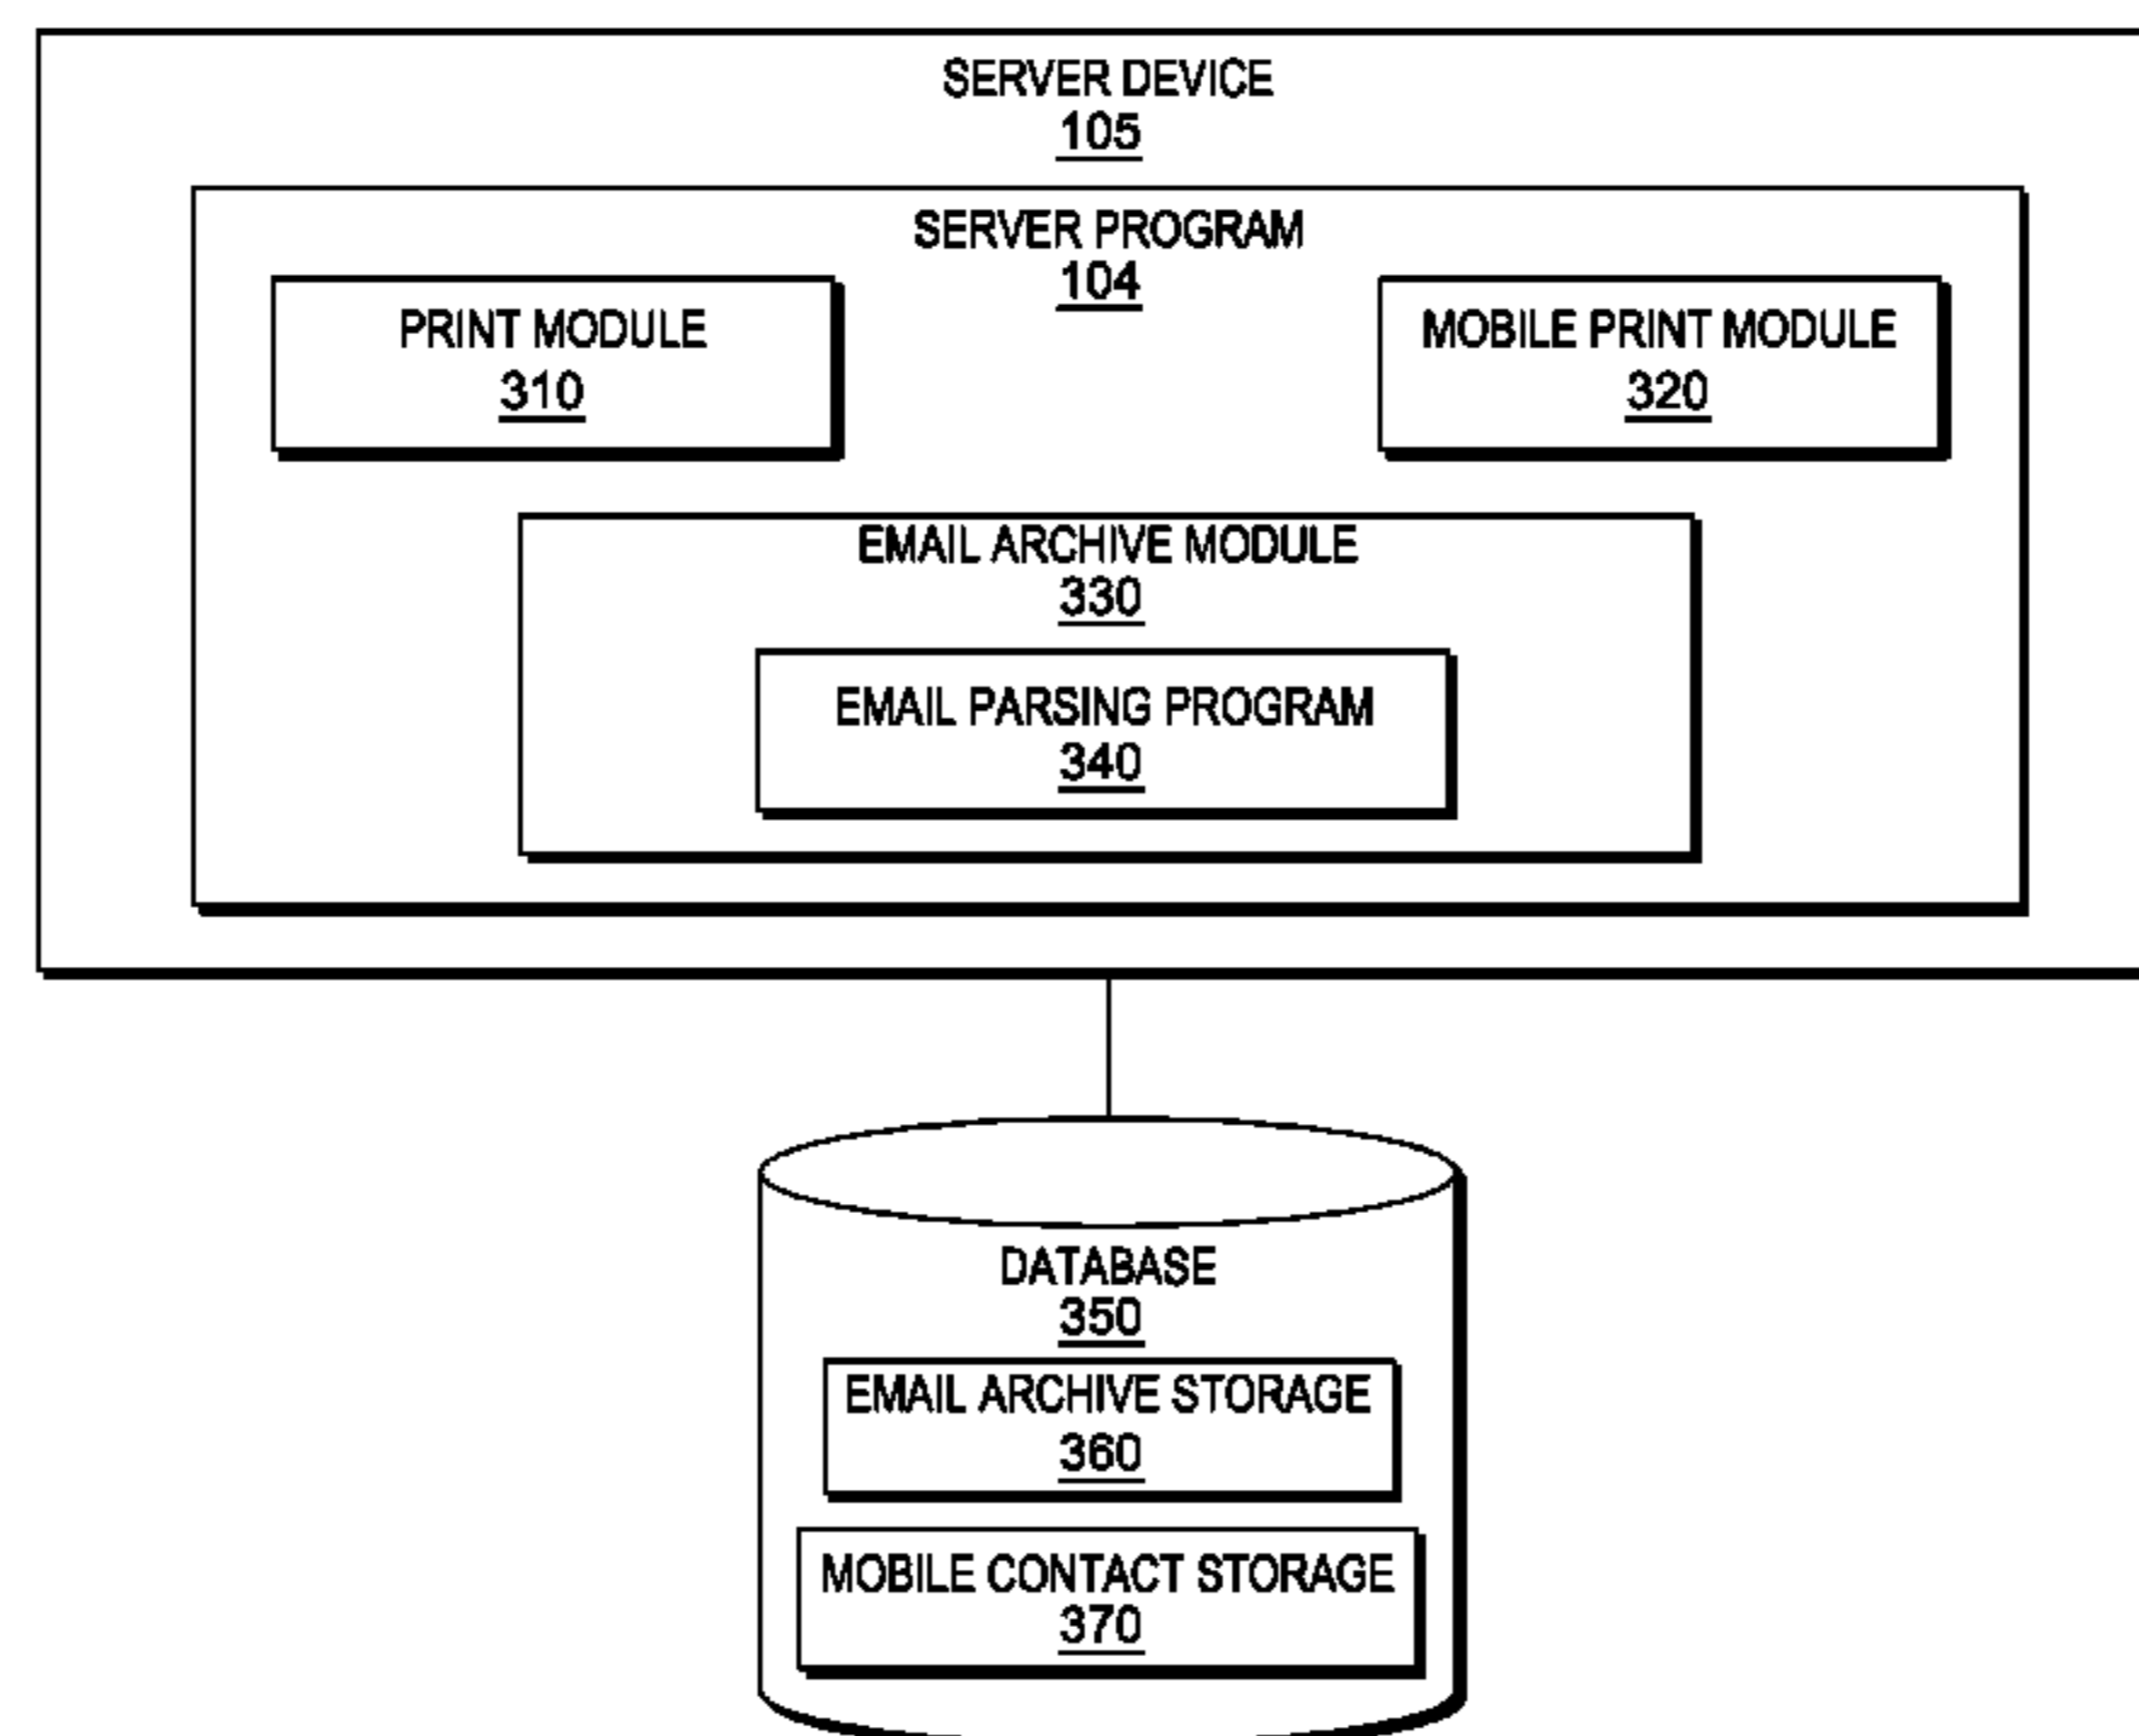 SERVER DEVICE
105
SERVER PROGRAM
104
PRINT MODULE
310
MOBILE PRINT MODULE
320
EMAIL ARCHIVE MODULE
330
EMAIL PARSING PROGRAM
340
DATABASE
350
EMAIL ARCHIVE STORAGE
360
MOBILE CONTACT STORAGE
370